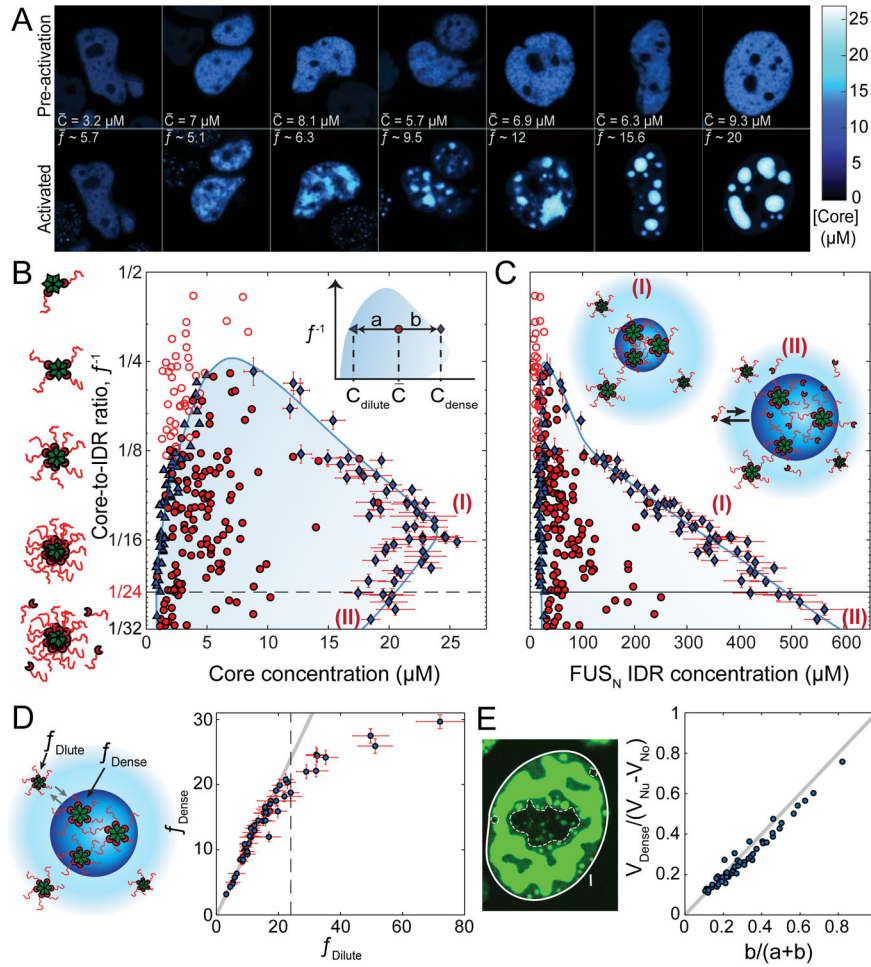 A
Pre-activation
C̄ = 3.2 μM
C̄ = 7 μM
C̄ = 8.1 μM
C̄ = 5.7 μM
C̄ = 6.9 μM
C̄ = 6.3 μM
C̄ = 9.3 μM
f̄ ~ 5.7
f̄ ~ 5.1
f̄ ~ 6.3
f̄ ~ 9.5
f̄ ~ 12
f̄ ~ 15.6
f̄ ~ 20
Activated
25
20
15
10
5
0
[Core]
(μM)
B
Core-to-IDR ratio, f⁻¹
1/2
1/4
1/8
1/16
1/24
1/32
f⁻¹
a
b
C_dilute
C̄
C_dense
(I)
(II)
0
5
10
15
20
25
Core concentration (μM)
C
(I)
(II)
(I)
(II)
0
100
200
300
400
500
600
FUS_N IDR concentration (μM)
D
f Dlute
f Dense
f_Dense
30
20
10
0
0
20
40
60
80
f_Dilute
E
V_Dense/(V_Nu-V_No)
1
0.8
0.6
0.4
0.2
0
0
0.2
0.4
0.6
0.8
b/(a+b)